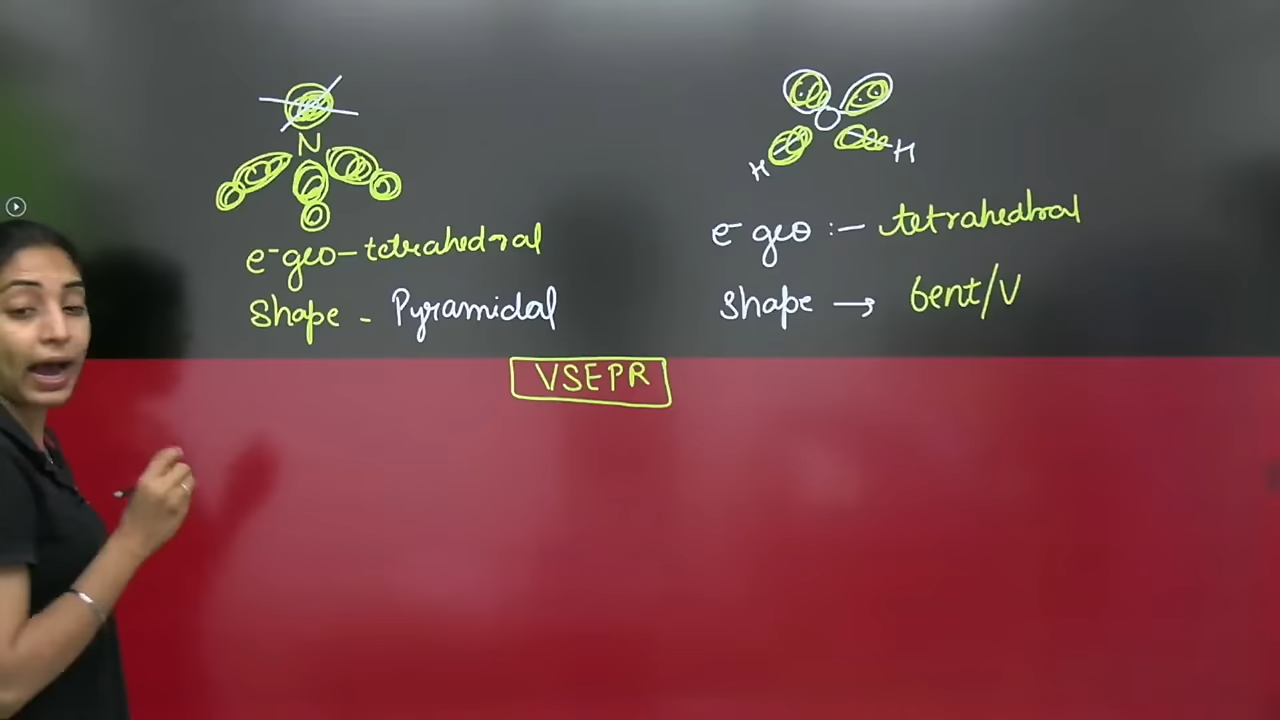 N
O
H
H
e⁻geo-tetrahedral
Shape - Pyramidal
e⁻ geo :- tetrahedral
shape → bent/V
VSEPR